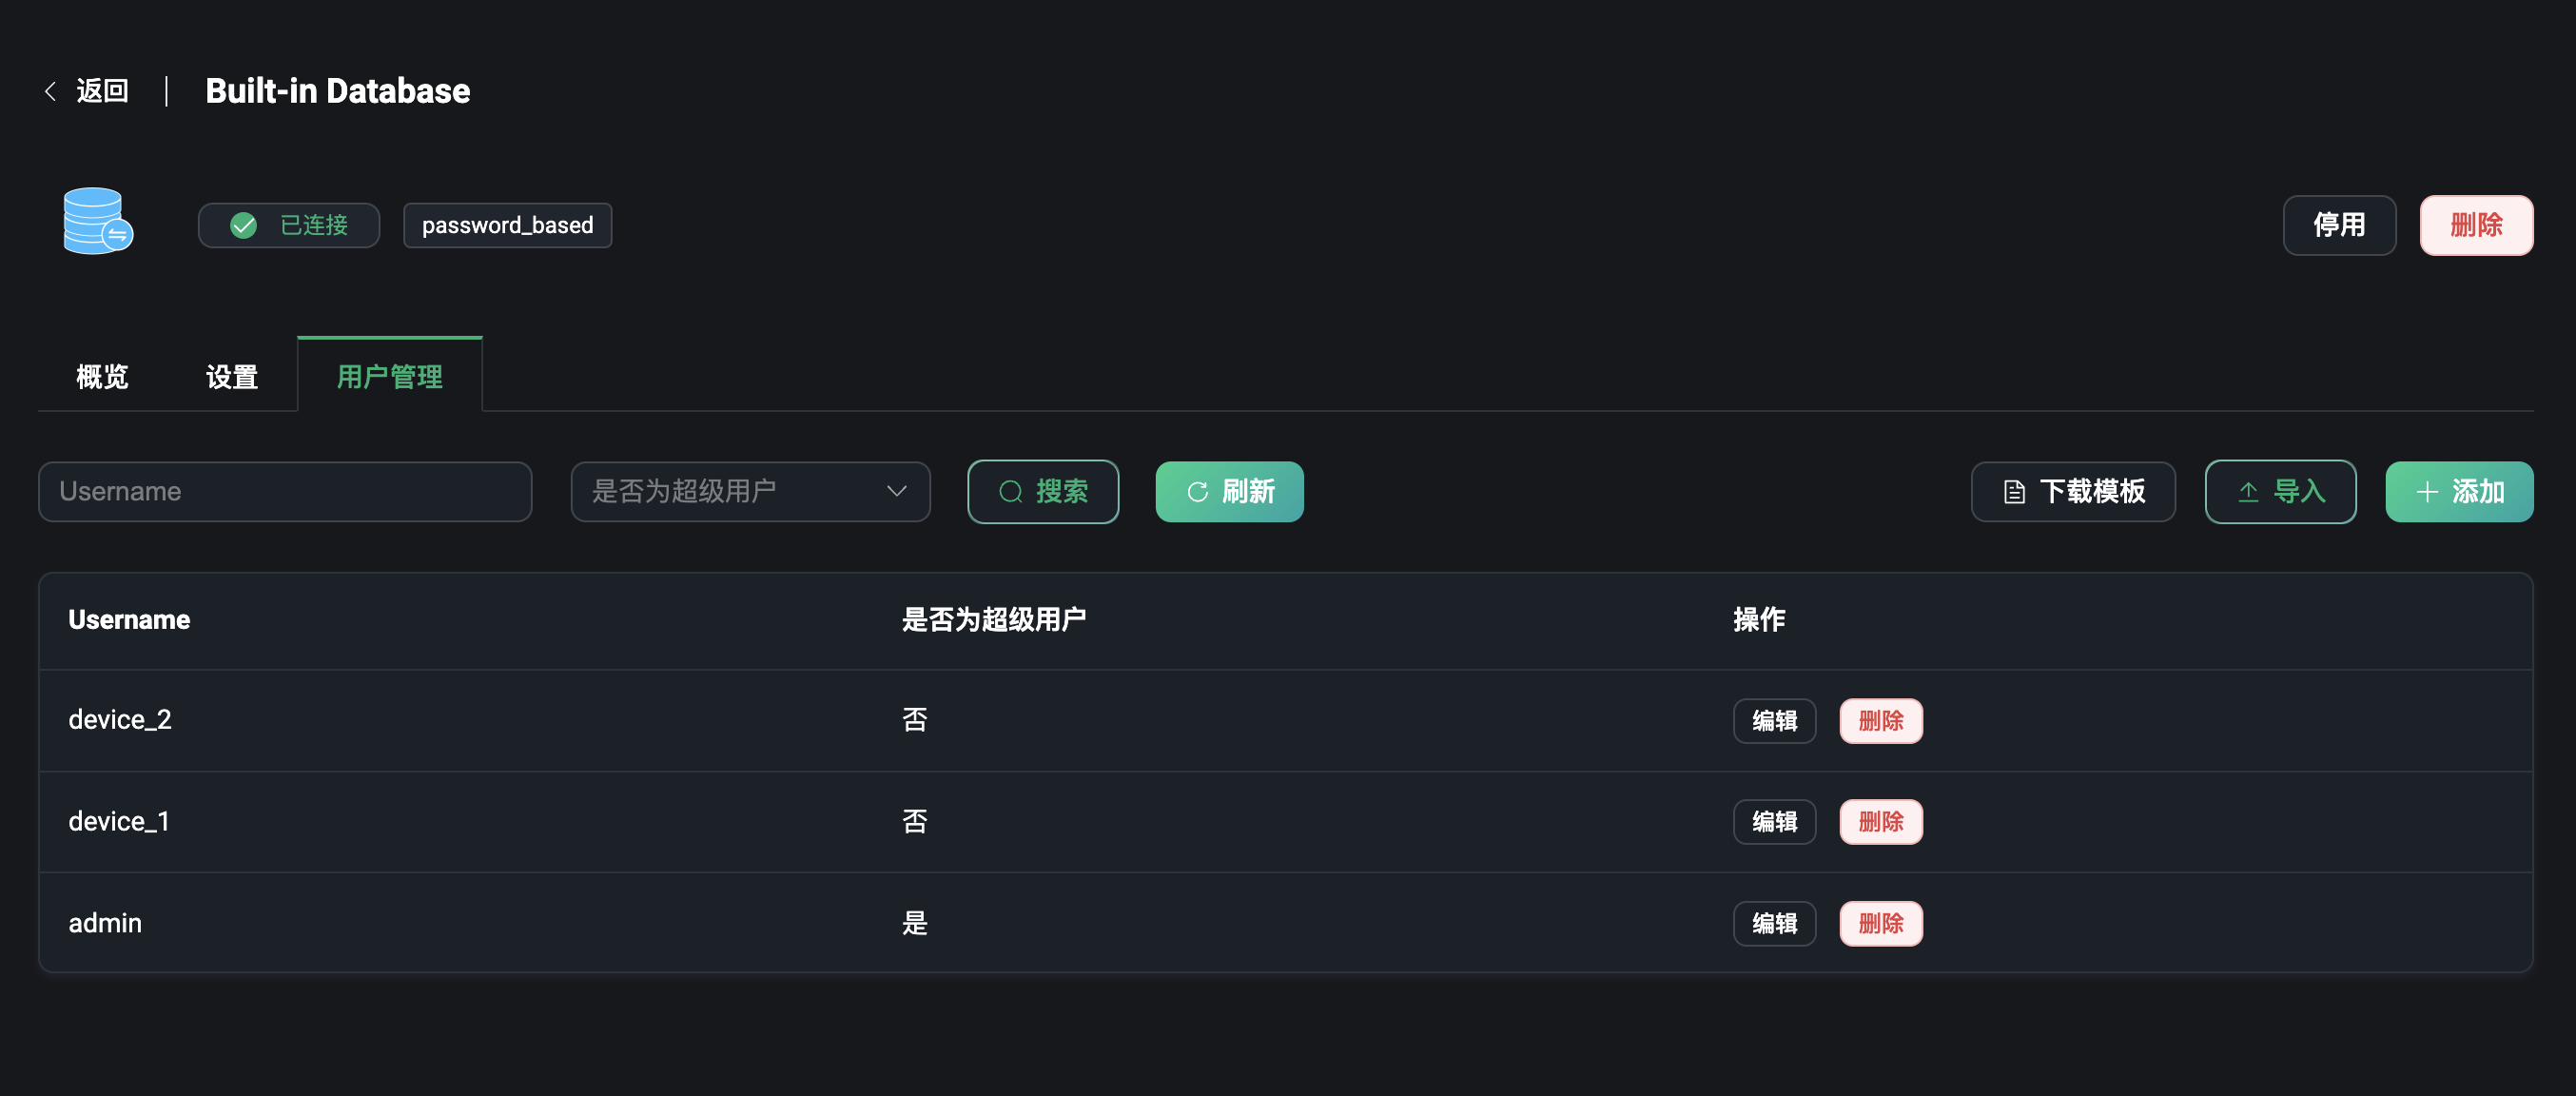 返回 Built-in Database
已连接 password_based 停用 删除
概览 设置 用户管理
Username 是否为超级用户 搜索 刷新 下载模板 导入 添加
Username 是否为超级用户 操作
device_2 否 编辑 删除
device_1 否 编辑 删除
admin 是 编辑 删除